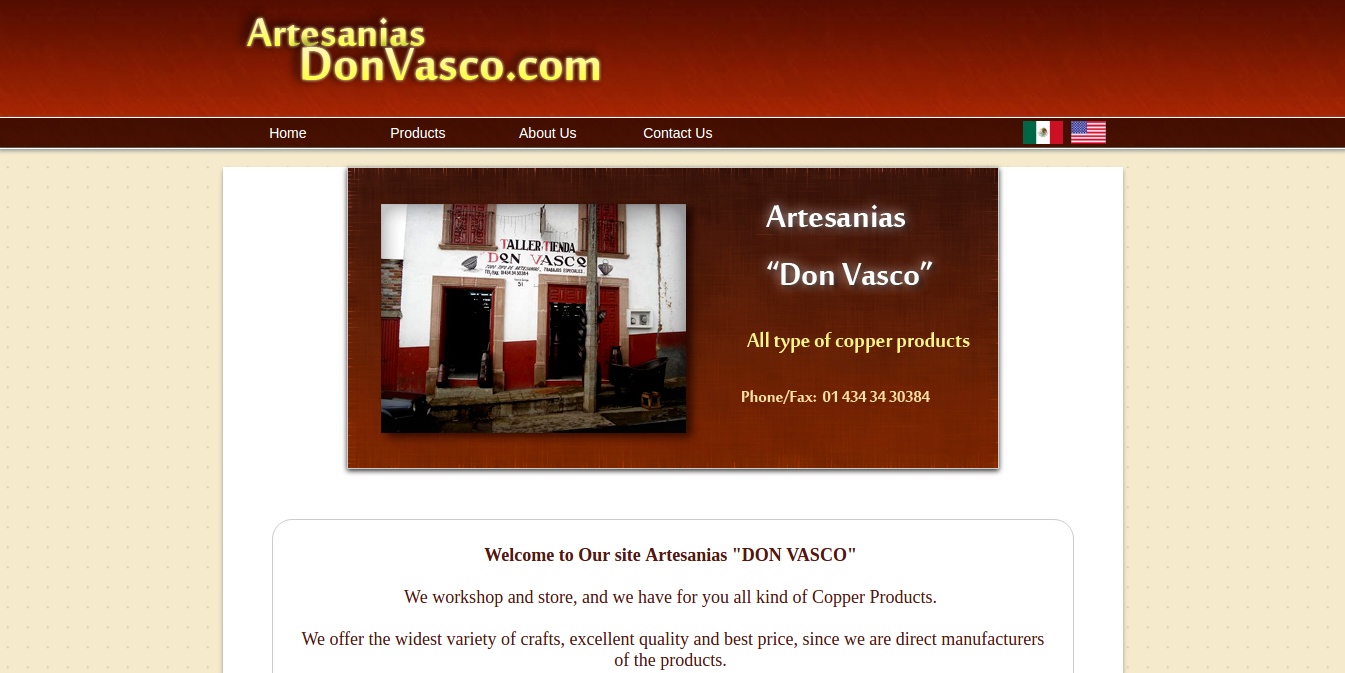 Artesanias
DonVasco.com
Home
Products
About Us
Contact Us
TALLER TIENDA
DON VASCO
Artesanias
“Don Vasco”
All type of copper products
Phone/Fax: 01 434 34 30384
Welcome to Our site Artesanias "DON VASCO"
We workshop and store, and we have for you all kind of Copper Products.
We offer the widest variety of crafts, excellent quality and best price, since we are direct manufacturers
of the products.